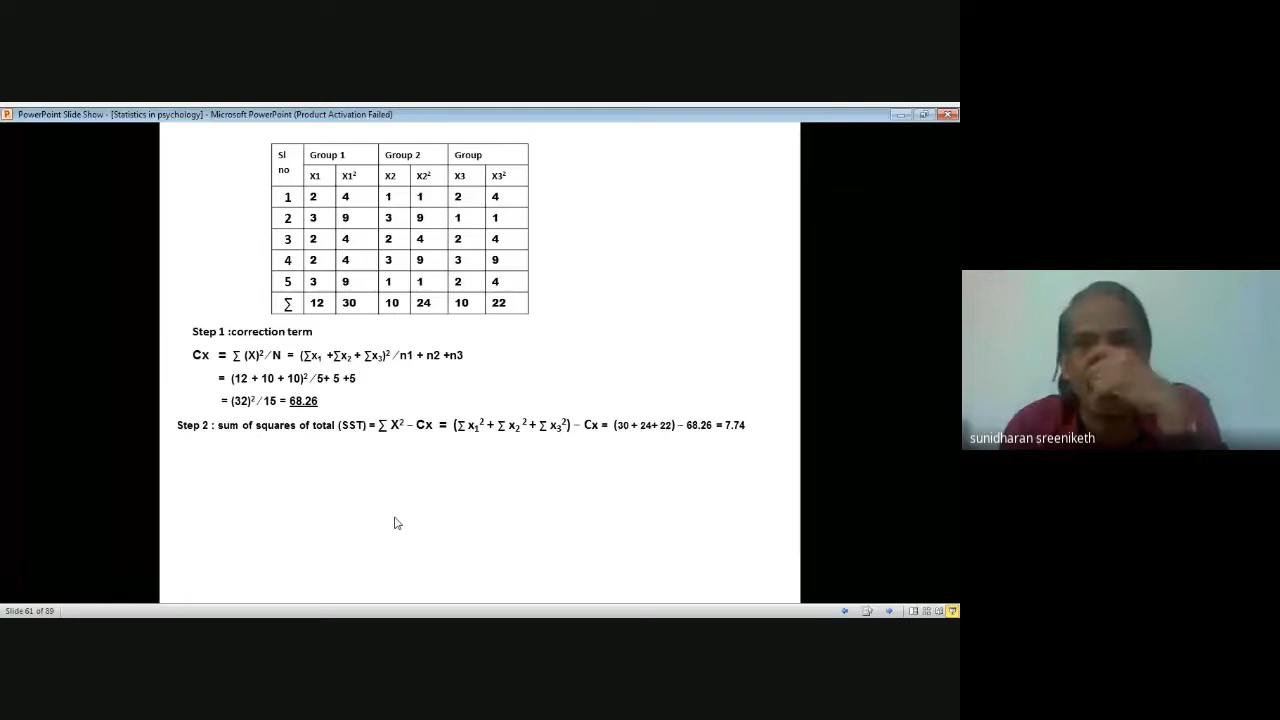 PowerPoint Slide Show - [Statistics in psychology] - Microsoft PowerPoint (Product Activation Failed)
Sl no Group 1 Group 2 Group
X1 X1² X2 X2² X3 X3²
1 2 4 1 1 2 4
2 3 9 3 9 1 1
3 2 4 2 4 2 4
4 2 4 3 9 3 9
5 3 9 1 1 2 4
∑ 12 30 10 24 10 22
Step 1 :correction term
Cx = ∑ (X)² ∕ N = (∑x₁ +∑x₂ + ∑x₃)² ∕ n1 + n2 +n3
= (12 + 10 + 10)² ∕ 5+ 5 +5
= (32)² ∕ 15 = 68.26
Step 2 : sum of squares of total (SST) = ∑ X² – Cx = (∑ x₁² + ∑ x₂ ² + ∑ x₃²) – Cx = (30 + 24+ 22) – 68.26 = 7.74
sunidharan sreeniketh
Slide 61 of 89